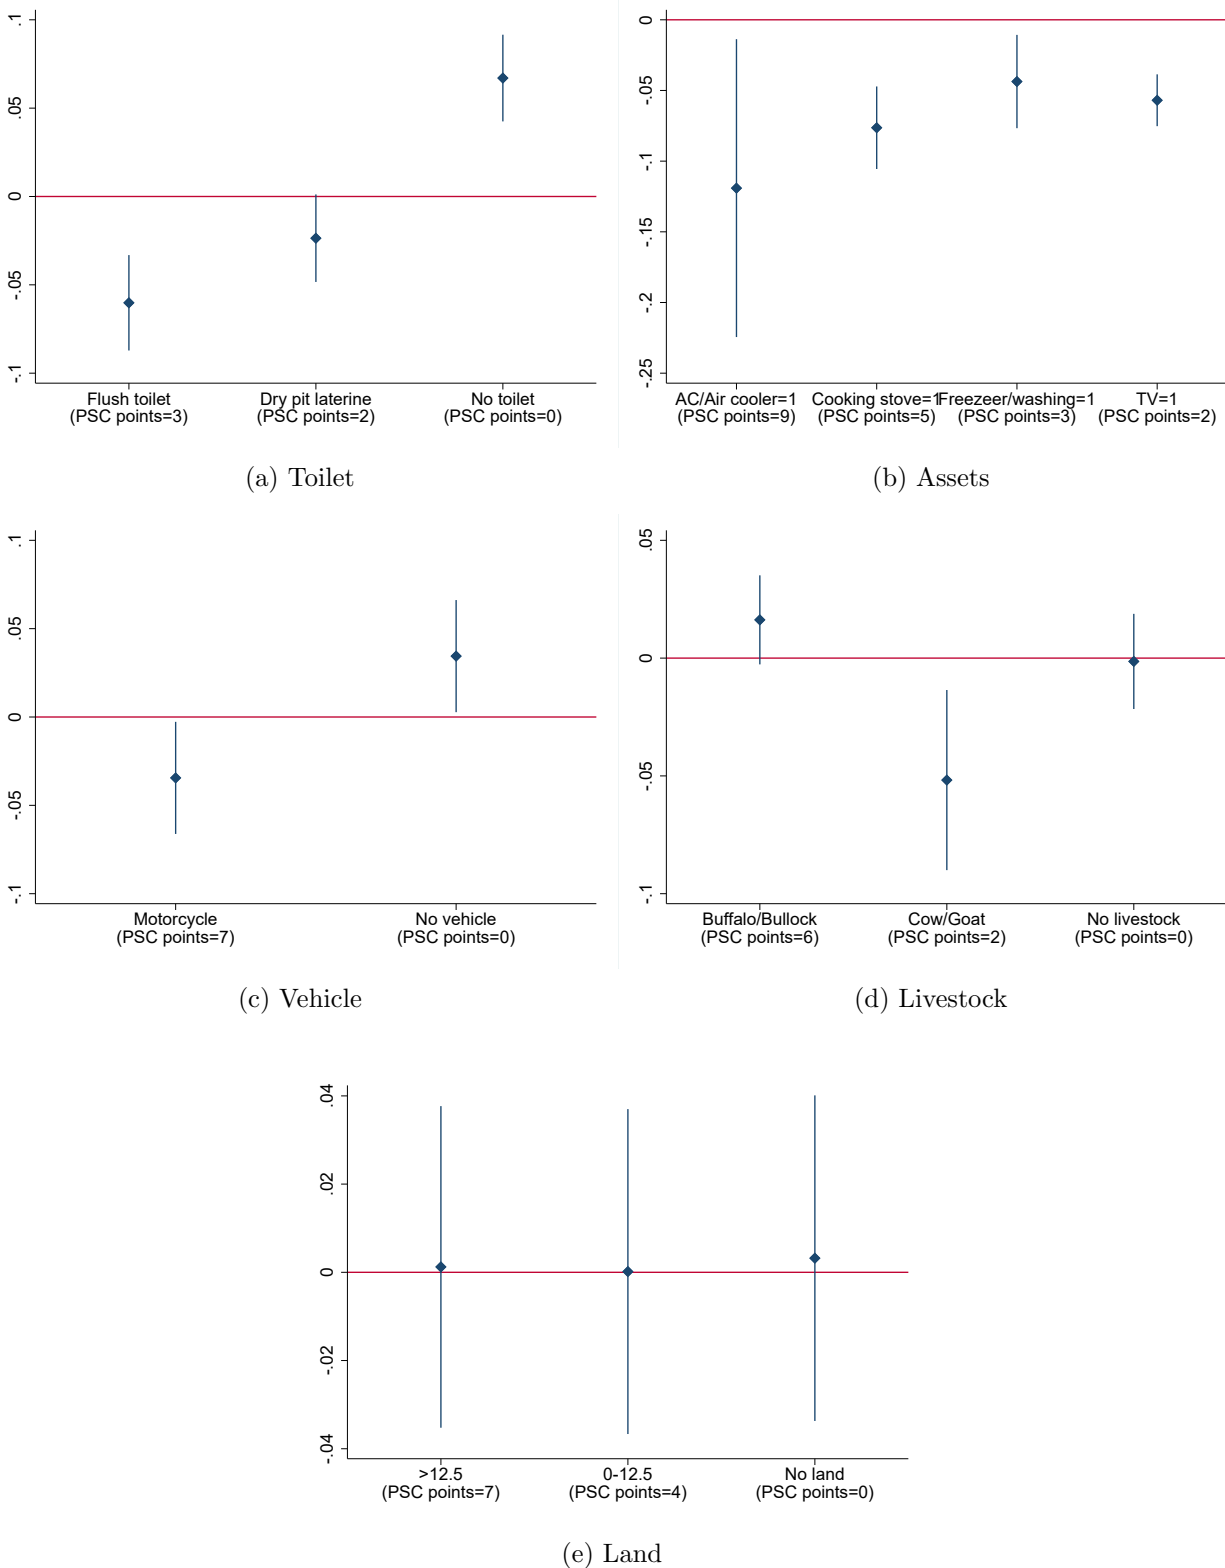 .1
.05
0
-.05
-.1
Flush toilet
(PSC points=3)
Dry pit laterine
(PSC points=2)
No toilet
(PSC points=0)
(a) Toilet
0
-.05
-.1
-.15
-.2
-.25
AC/Air cooler=1
(PSC points=9)
Cooking stove=1
(PSC points=5)
Freezeer/washing=1
(PSC points=3)
TV=1
(PSC points=2)
(b) Assets
.1
.05
0
-.05
-.1
Motorcycle
(PSC points=7)
No vehicle
(PSC points=0)
(c) Vehicle
.05
0
-.05
-.1
Buffalo/Bullock
(PSC points=6)
Cow/Goat
(PSC points=2)
No livestock
(PSC points=0)
(d) Livestock
.04
.02
0
-.02
-.04
>12.5
(PSC points=7)
0-12.5
(PSC points=4)
No land
(PSC points=0)
(e) Land